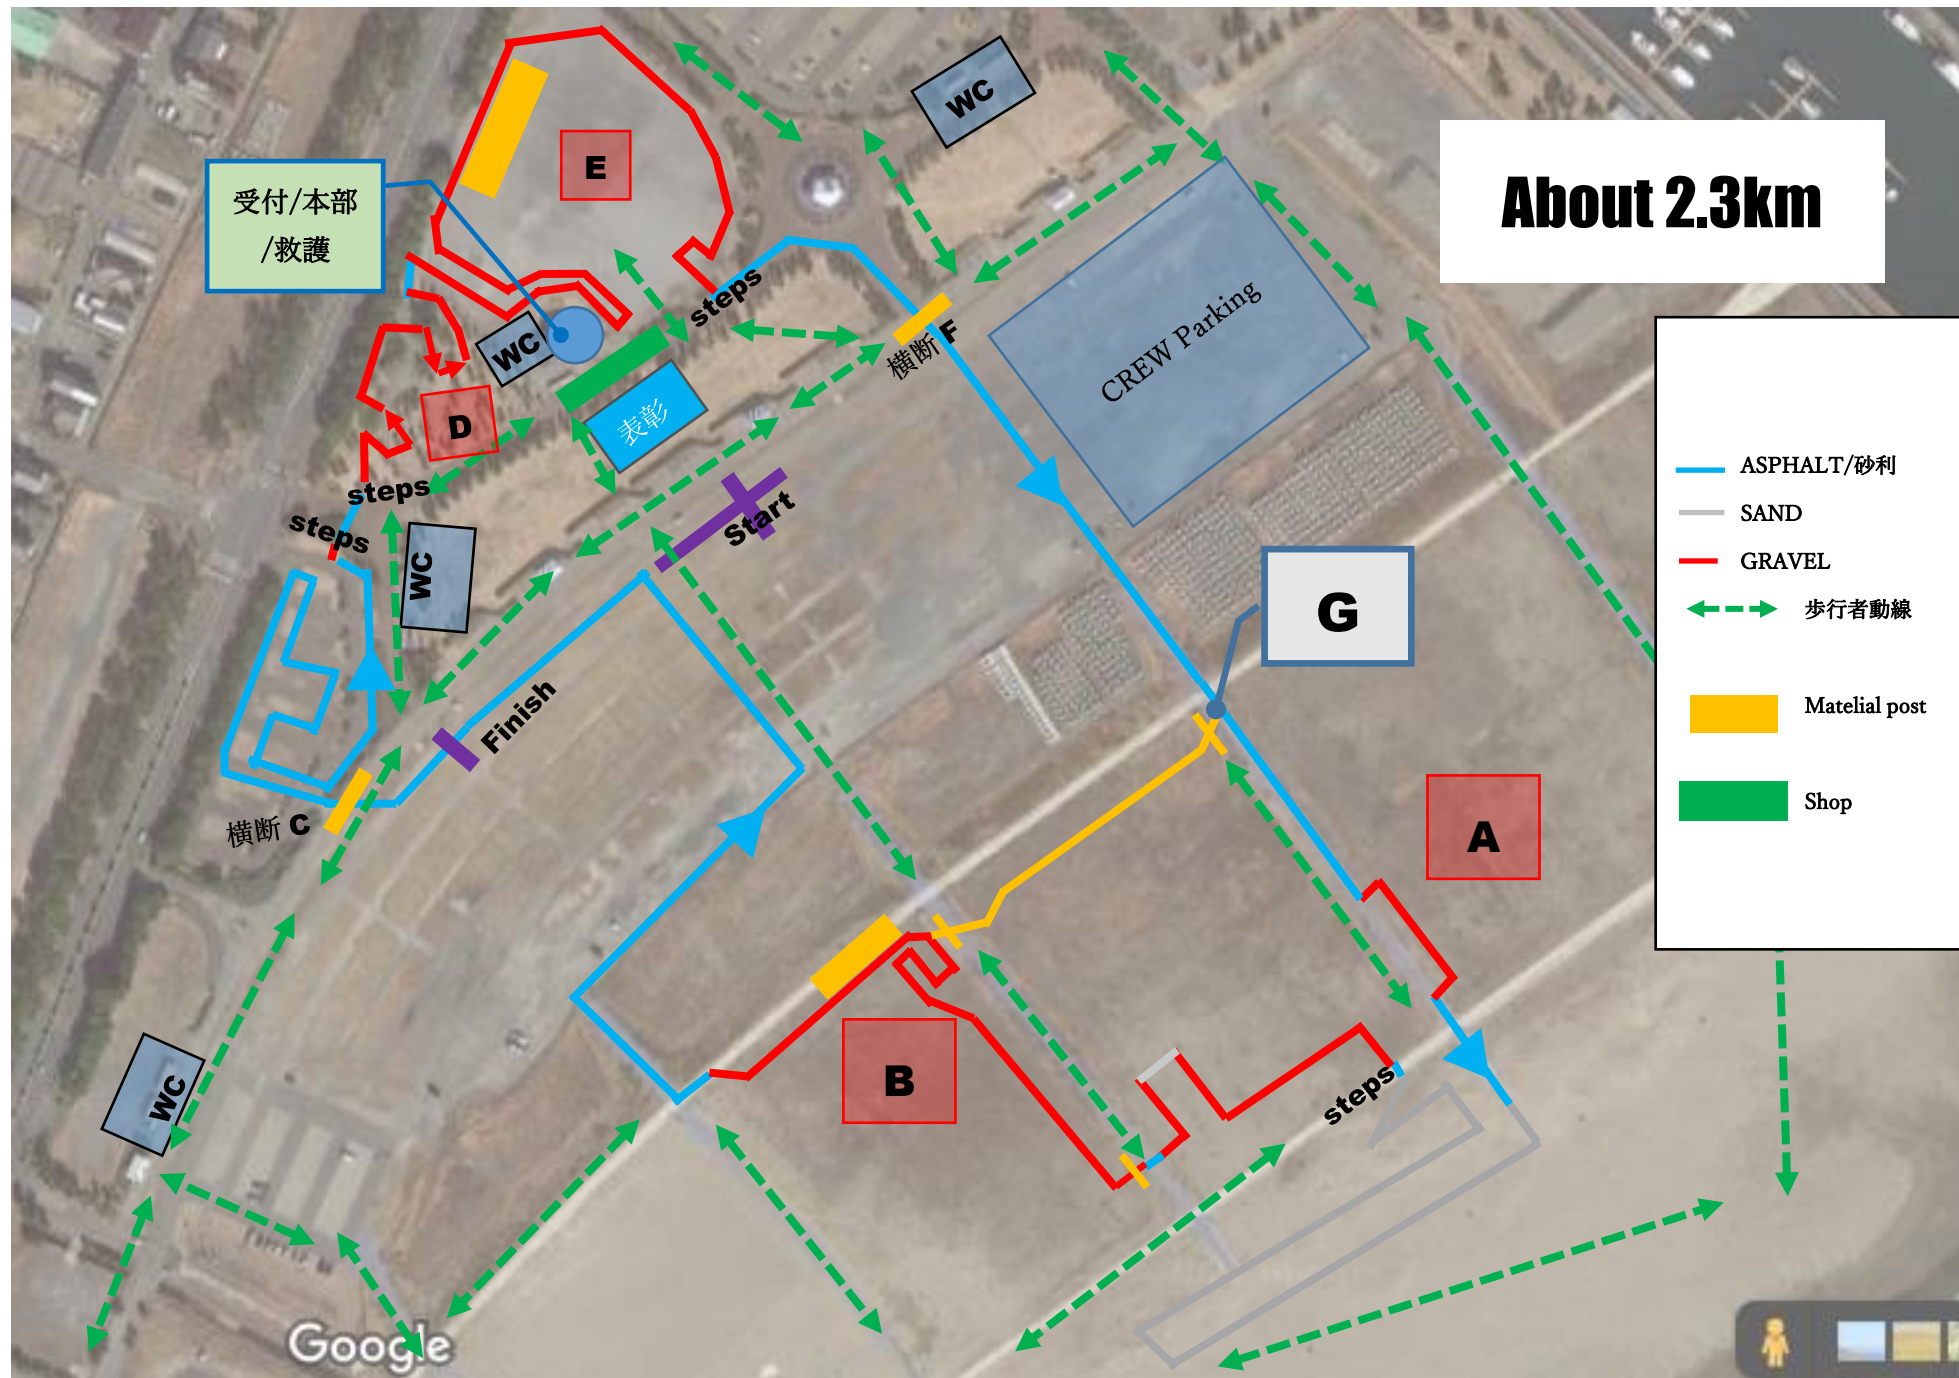 WC
E
About 2.3km
受付/本部
/救護
steps
CREW Parking
WC
横断 F
表彰
D
steps
steps
Start
WC
ASPHALT/砂利
SAND
GRAVEL
歩行者動線
Matelial post
Shop
G
Finish
横断 C
A
B
steps
WC
Google